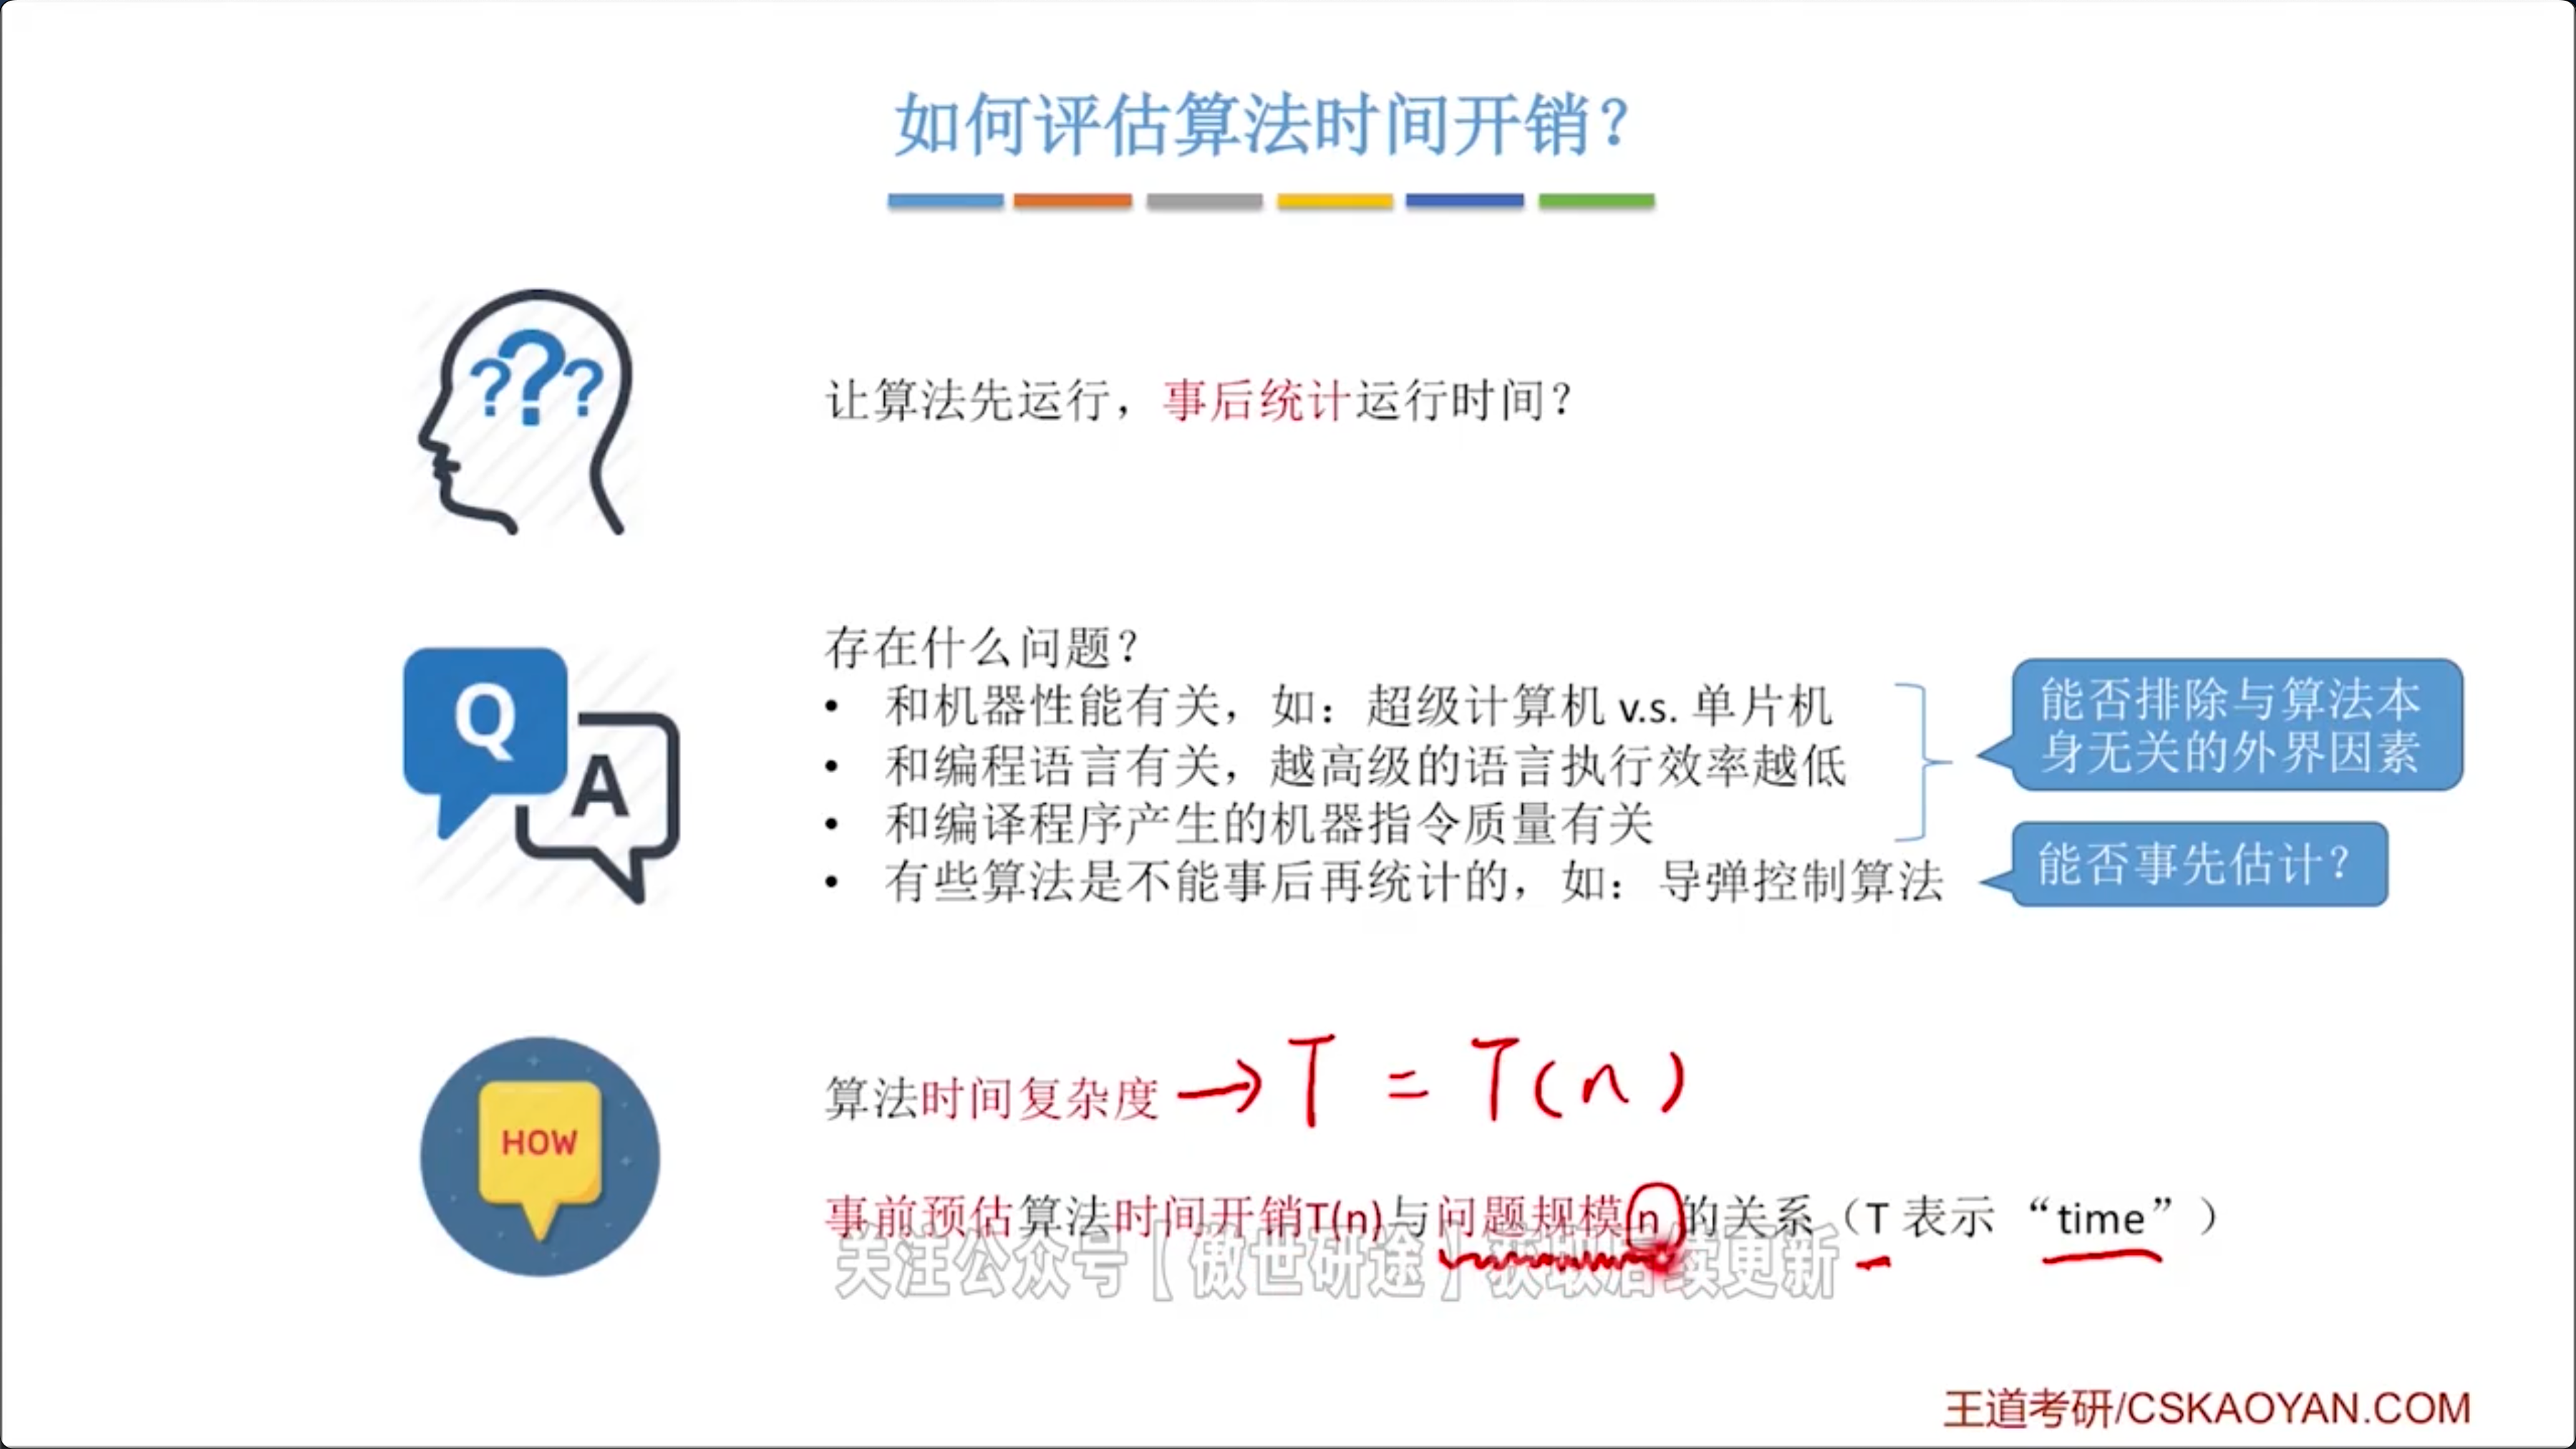 如何评估算法时间开销？
???
让算法先运行，事后统计运行时间？
Q
A
存在什么问题？
• 和机器性能有关，如：超级计算机 v.s. 单片机
• 和编程语言有关，越高级的语言执行效率越低
• 和编译程序产生的机器指令质量有关
• 有些算法是不能事后再统计的，如：导弹控制算法
能否排除与算法本
身无关的外界因素
能否事先估计？
HOW
算法时间复杂度 → T = T(n)
事前预估算法时间开销T(n)与问题规模 n 的关系（T 表示 “time”）
关注公众号【傲世研途】获取后续更新
王道考研/CSKAOYAN.COM